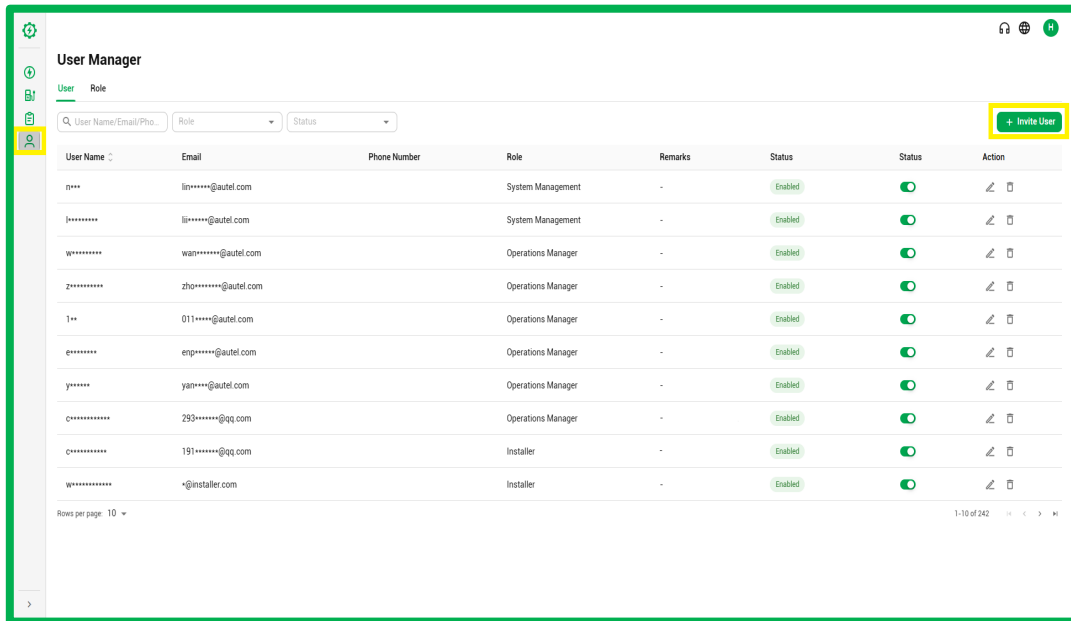 H
User Manager
User Role
User Name/Email/Pho... Role Status + Invite User
User Name Email Phone Number Role Remarks Status Status Action
n*** lin******@autel.com System Management - Enabled
l********* lii******@autel.com System Management - Enabled
w********* wan*******@autel.com Operations Manager - Enabled
z********** zho********@autel.com Operations Manager - Enabled
1** 011*****@autel.com Operations Manager - Enabled
e******** enp******@autel.com Operations Manager - Enabled
y****** yan****@autel.com Operations Manager - Enabled
c************ 293*******@qq.com Operations Manager - Enabled
c*********** 191*******@qq.com Installer - Enabled
w************ *@installer.com Installer - Enabled
Rows per page: 10 1-10 of 242